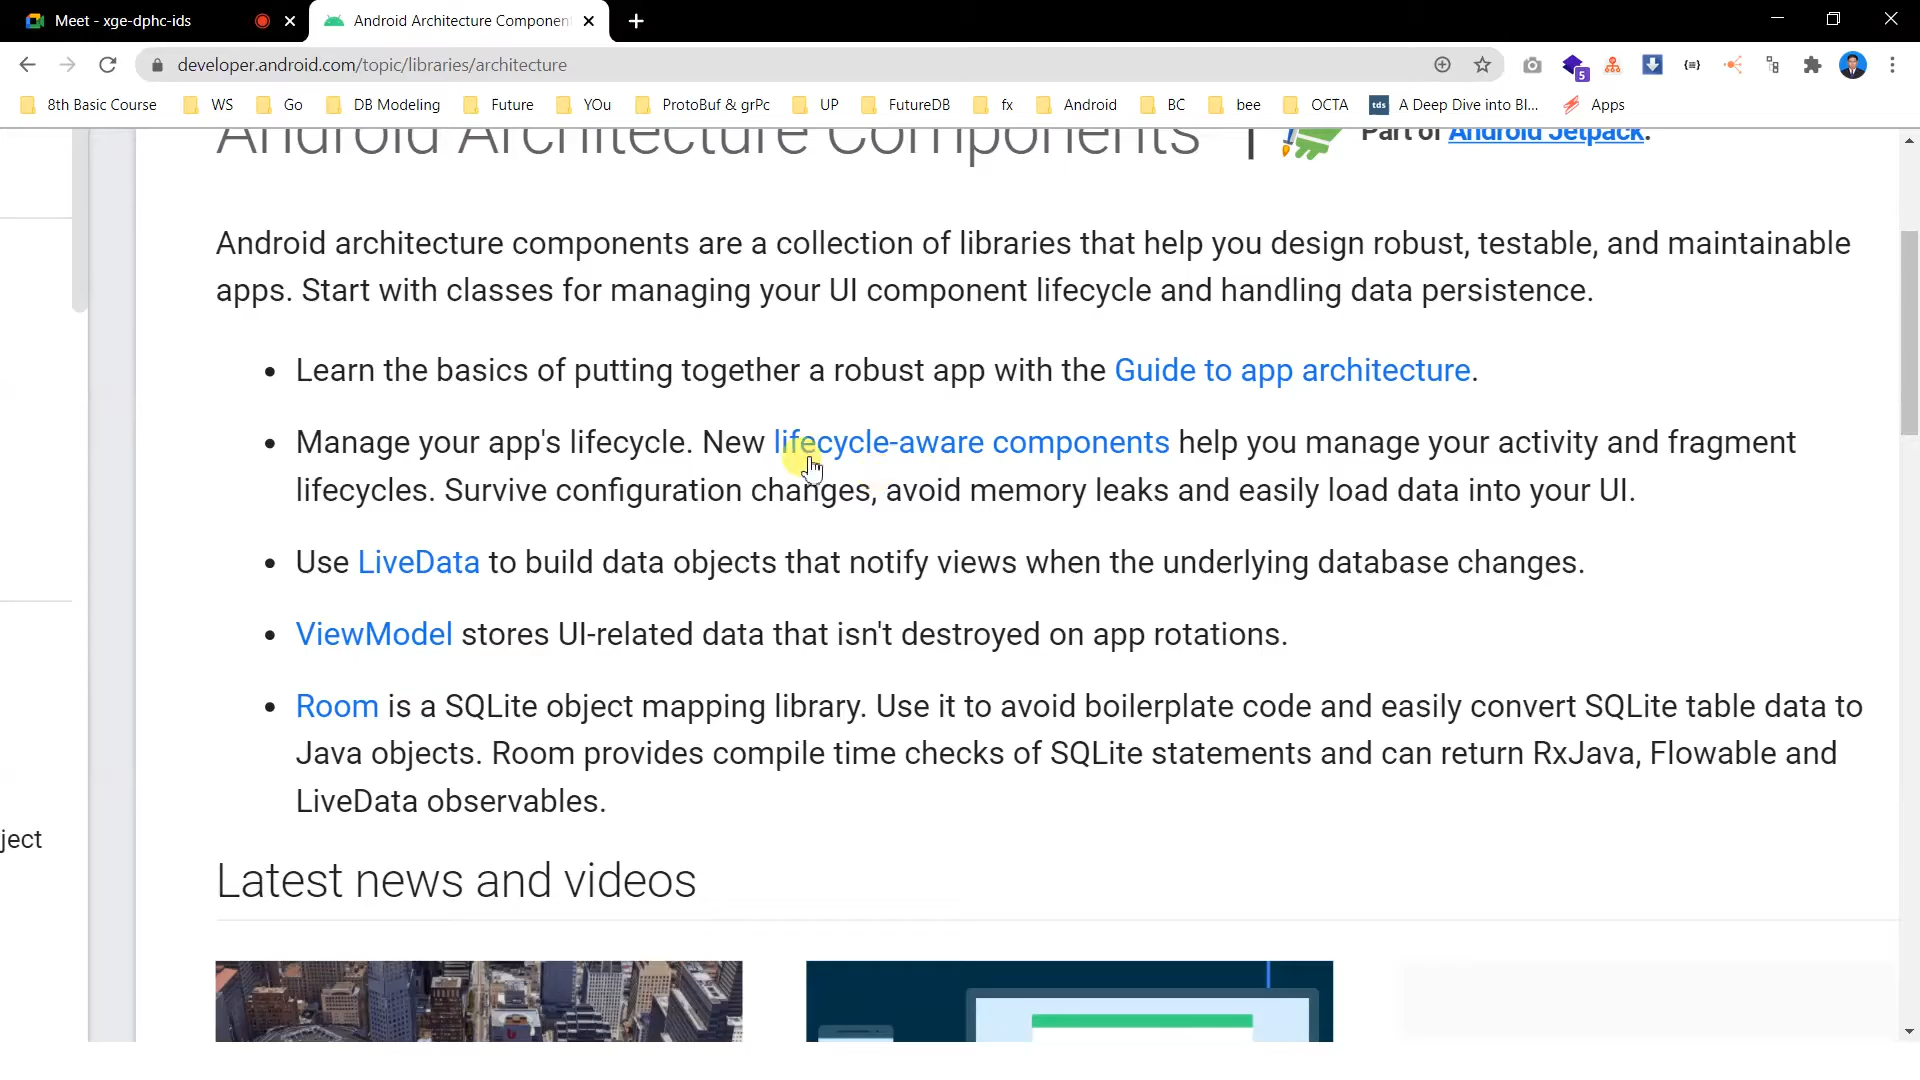 Meet - xge-dphc-ids
Android Architecture Componen
developer.android.com/topic/libraries/architecture
5
8th Basic Course
WS
Go
DB Modeling
Future
YOu
ProtoBuf & grPc
UP
FutureDB
fx
Android
BC
bee
OCTA
tds
A Deep Dive into Bl...
Apps
Android Architecture Components
Part of Android Jetpack.
Android architecture components are a collection of libraries that help you design robust, testable, and maintainable
apps. Start with classes for managing your UI component lifecycle and handling data persistence.
• Learn the basics of putting together a robust app with the Guide to app architecture.
• Manage your app's lifecycle. New lifecycle-aware components help you manage your activity and fragment
lifecycles. Survive configuration changes, avoid memory leaks and easily load data into your UI.
• Use LiveData to build data objects that notify views when the underlying database changes.
• ViewModel stores UI-related data that isn't destroyed on app rotations.
• Room is a SQLite object mapping library. Use it to avoid boilerplate code and easily convert SQLite table data to
Java objects. Room provides compile time checks of SQLite statements and can return RxJava, Flowable and
LiveData observables.
ject
Latest news and videos